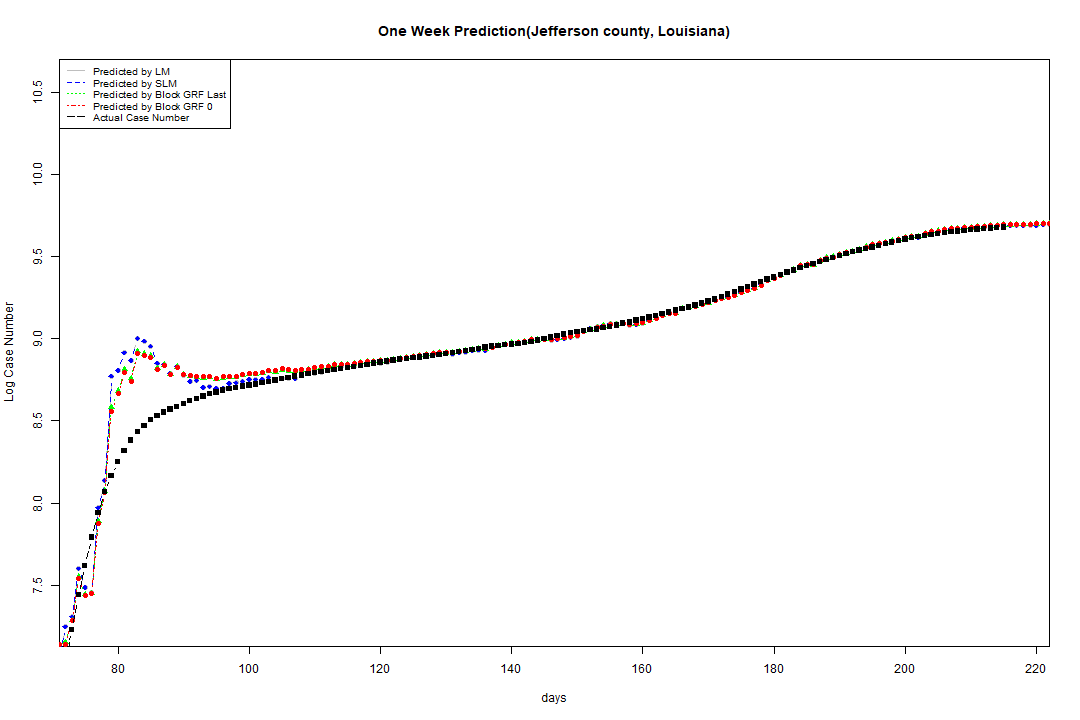 One Week Prediction(Jefferson county, Louisiana)
Predicted by LM
Predicted by SLM
Predicted by Block GRF Last
Predicted by Block GRF 0
Actual Case Number
10.5
10.0
9.5
9.0
8.5
8.0
7.5
Log Case Number
80 100 120 140 160 180 200 220
days